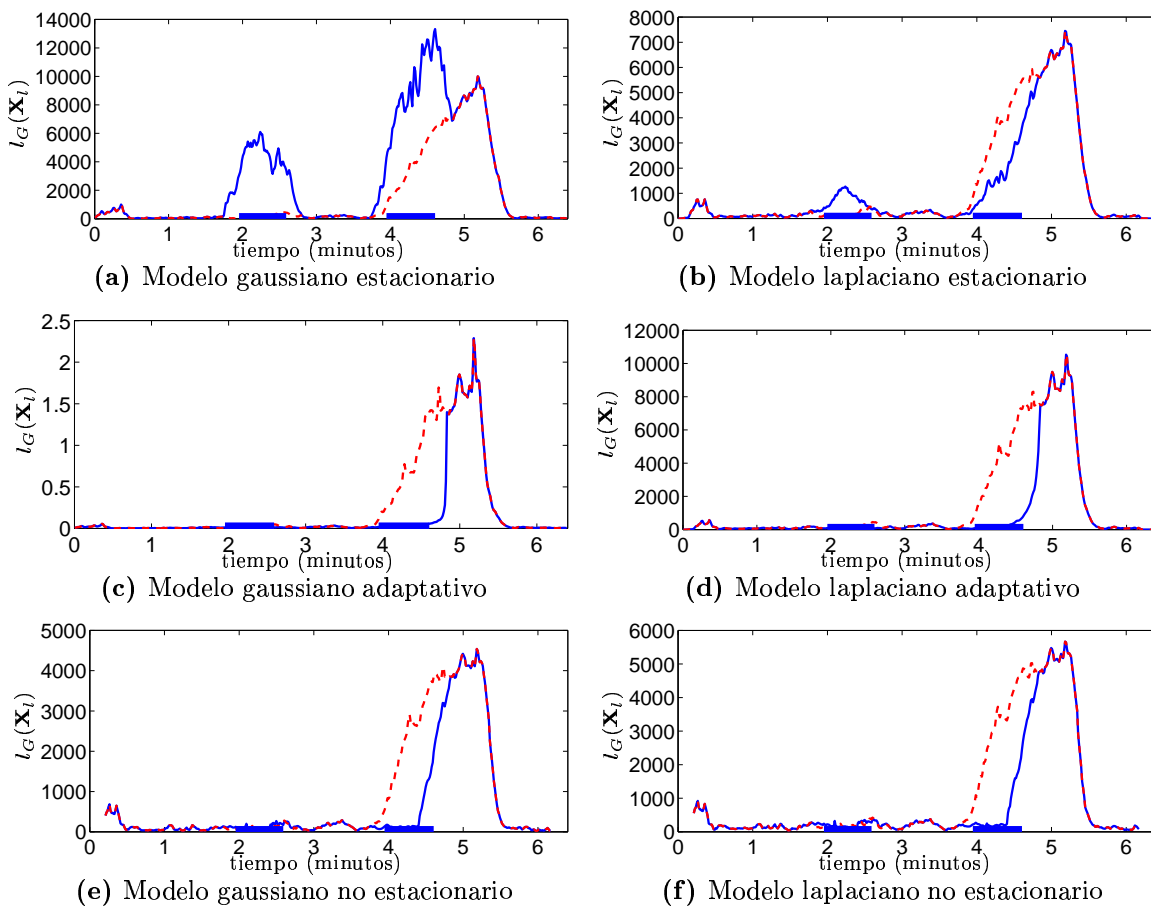 14000
12000
10000
8000
6000
4000
2000
0
l_G(X_l)
0 1 2 3 4 5 6
tiempo (minutos)
(a) Modelo gaussiano estacionario
8000
7000
6000
5000
4000
3000
2000
1000
0
l_G(X_l)
0 1 2 3 4 5 6
tiempo (minutos)
(b) Modelo laplaciano estacionario
2.5
2
1.5
1
0.5
0
l_G(X_l)
0 1 2 3 4 5 6
tiempo (minutos)
(c) Modelo gaussiano adaptativo
12000
10000
8000
6000
4000
2000
0
l_G(X_l)
0 1 2 3 4 5 6
tiempo (minutos)
(d) Modelo laplaciano adaptativo
5000
4000
3000
2000
1000
0
l_G(X_l)
0 1 2 3 4 5 6
tiempo (minutos)
(e) Modelo gaussiano no estacionario
6000
5000
4000
3000
2000
1000
0
l_G(X_l)
0 1 2 3 4 5 6
tiempo (minutos)
(f) Modelo laplaciano no estacionario